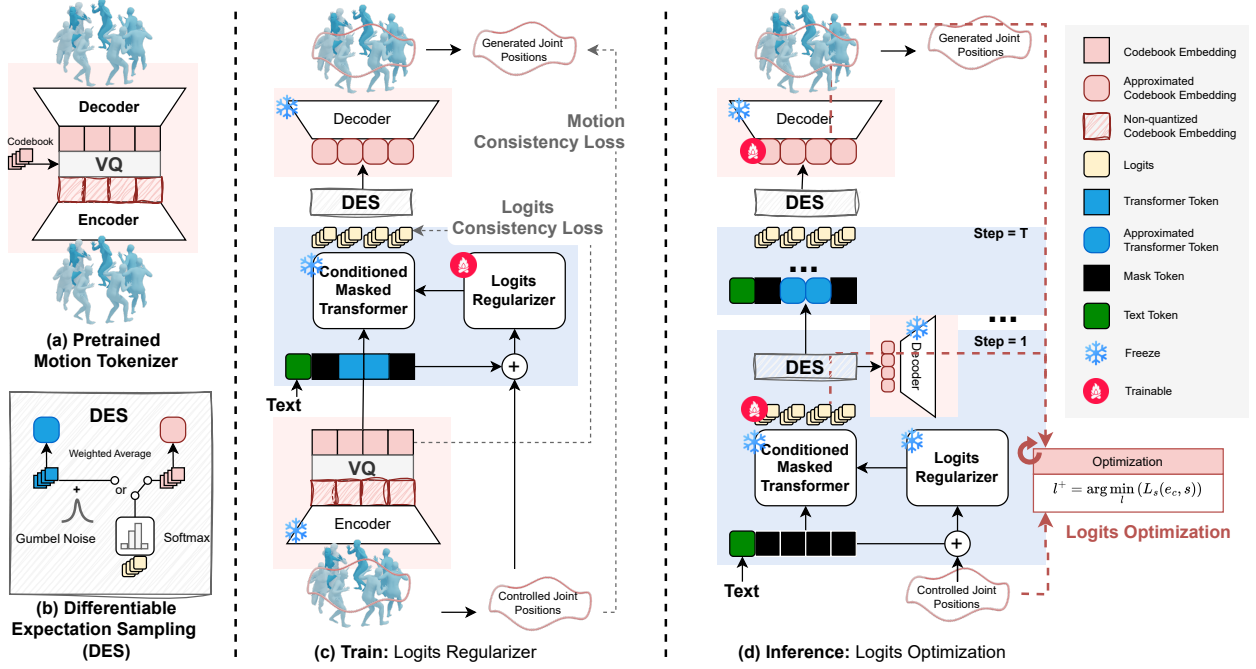 Decoder
Codebook
VQ
Encoder
(a) Pretrained
Motion Tokenizer
DES
Weighted Average
+
or
Gumbel Noise
Softmax
(b) Differentiable
Expectation Sampling
(DES)
Generated Joint
Positions
Decoder
Motion
Consistency Loss
DES
Logits
Consistency Loss
Conditioned
Masked
Transformer
Logits
Regularizer
+
Text
VQ
Encoder
Controlled Joint
Positions
(c) Train: Logits Regularizer
Generated Joint
Positions
Decoder
DES
Step = T
...
...
Step = 1
DES
Decoder
Conditioned
Masked
Transformer
Logits
Regularizer
+
Text
Controlled Joint
Positions
Optimization
l⁺ = arg min (Lₛ(e_c, s))
l
Logits Optimization
(d) Inference: Logits Optimization
Codebook Embedding
Approximated
Codebook Embedding
Non-quantized
Codebook Embedding
Logits
Transformer Token
Approximated
Transformer Token
Mask Token
Text Token
Freeze
Trainable